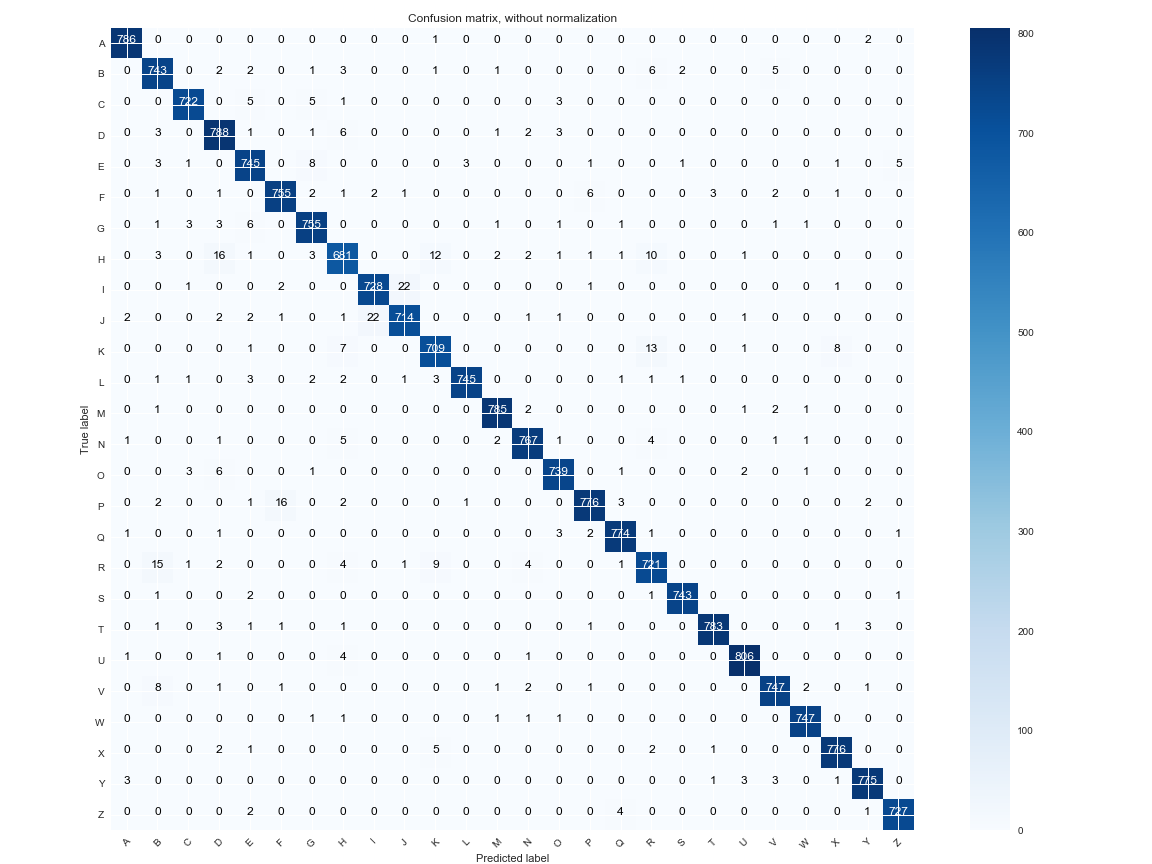 Confusion matrix, without normalization
A 786 0 0 0 0 0 0 0 0 0 1 0 0 0 0 0 0 0 0 0 0 0 0 0 2 0
B 0 743 0 2 2 0 1 3 0 0 1 0 1 0 0 0 0 6 2 0 0 5 0 0 0 0
C 0 0 722 0 5 0 5 1 0 0 0 0 0 0 3 0 0 0 0 0 0 0 0 0 0 0
D 0 3 0 788 1 0 1 6 0 0 0 0 1 2 3 0 0 0 0 0 0 0 0 0 0 0
E 0 3 1 0 745 0 8 0 0 0 0 3 0 0 0 1 0 0 1 0 0 0 0 1 0 5
F 0 1 0 1 0 755 2 1 2 1 0 0 0 0 0 6 0 0 0 3 0 2 0 1 0 0
G 0 1 3 3 6 0 755 0 0 0 0 0 1 0 1 0 1 0 0 0 0 1 1 0 0 0
H 0 3 0 16 1 0 3 681 0 0 12 0 2 2 1 1 1 10 0 0 1 0 0 0 0 0
I 0 0 1 0 0 2 0 0 728 22 0 0 0 0 0 1 0 0 0 0 0 0 0 1 0 0
J 2 0 0 2 2 1 0 1 22 714 0 0 0 1 1 0 0 0 0 0 1 0 0 0 0 0
K 0 0 0 0 1 0 0 7 0 0 709 0 0 0 0 0 0 13 0 0 1 0 0 8 0 0
L 0 1 1 0 3 0 2 2 0 1 3 745 0 0 0 0 1 1 1 0 0 0 0 0 0 0
M 0 1 0 0 0 0 0 0 0 0 0 0 785 2 0 0 0 0 0 0 1 2 1 0 0 0
N 1 0 0 1 0 0 0 5 0 0 0 0 2 767 1 0 0 4 0 0 0 1 1 0 0 0
O 0 0 3 6 0 0 1 0 0 0 0 0 0 0 739 0 1 0 0 0 2 0 1 0 0 0
P 0 2 0 0 1 16 0 2 0 0 0 1 0 0 0 776 3 0 0 0 0 0 0 0 2 0
Q 1 0 0 1 0 0 0 0 0 0 0 0 0 0 3 2 774 1 0 0 0 0 0 0 0 1
R 0 15 1 2 0 0 0 4 0 1 9 0 0 4 0 0 1 721 0 0 0 0 0 0 0 0
S 0 1 0 0 2 0 0 0 0 0 0 0 0 0 0 0 0 1 743 0 0 0 0 0 0 1
T 0 1 0 3 1 1 0 1 0 0 0 0 0 0 0 1 0 0 0 783 0 0 0 1 3 0
U 1 0 0 1 0 0 0 4 0 0 0 0 0 1 0 0 0 0 0 0 806 0 0 0 0 0
V 0 8 0 1 0 1 0 0 0 0 0 0 1 2 0 1 0 0 0 0 0 747 2 0 1 0
W 0 0 0 0 0 0 1 1 0 0 0 0 1 1 1 0 0 0 0 0 0 0 747 0 0 0
X 0 0 0 2 1 0 0 0 0 0 5 0 0 0 0 0 0 2 0 1 0 0 0 776 0 0
Y 3 0 0 0 0 0 0 0 0 0 0 0 0 0 0 0 0 0 0 1 3 3 0 1 775 0
Z 0 0 0 0 2 0 0 0 0 0 0 0 0 0 0 0 4 0 0 0 0 0 0 0 1 727
A B C D E F G H I J K L M N O P Q R S T U V W X Y Z
True label
Predicted label
800
700
600
500
400
300
200
100
0